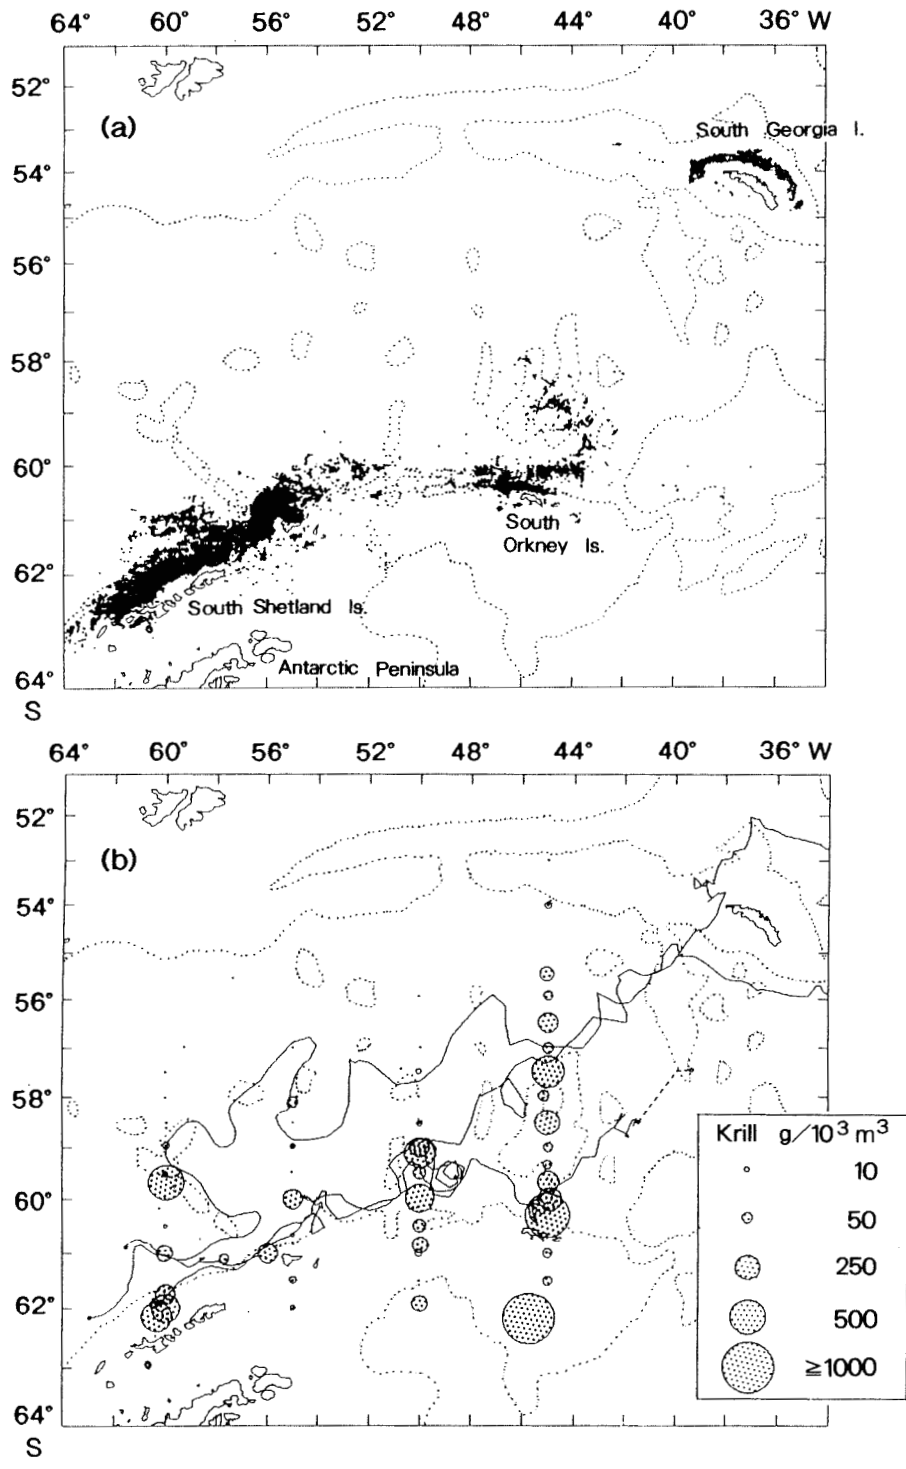 64° 60° 56° 52° 48° 44° 40° 36° W
52°
(a)
South Georgia I.
54°
56°
58°
60°
South
Orkney Is.
62°
South Shetland Is.
Antarctic Peninsula
64°
S
64° 60° 56° 52° 48° 44° 40° 36° W
52°
(b)
54°
56°
58°
Krill g/10³ m³
10
60°
50
250
62°
500
≧1000
64°
S